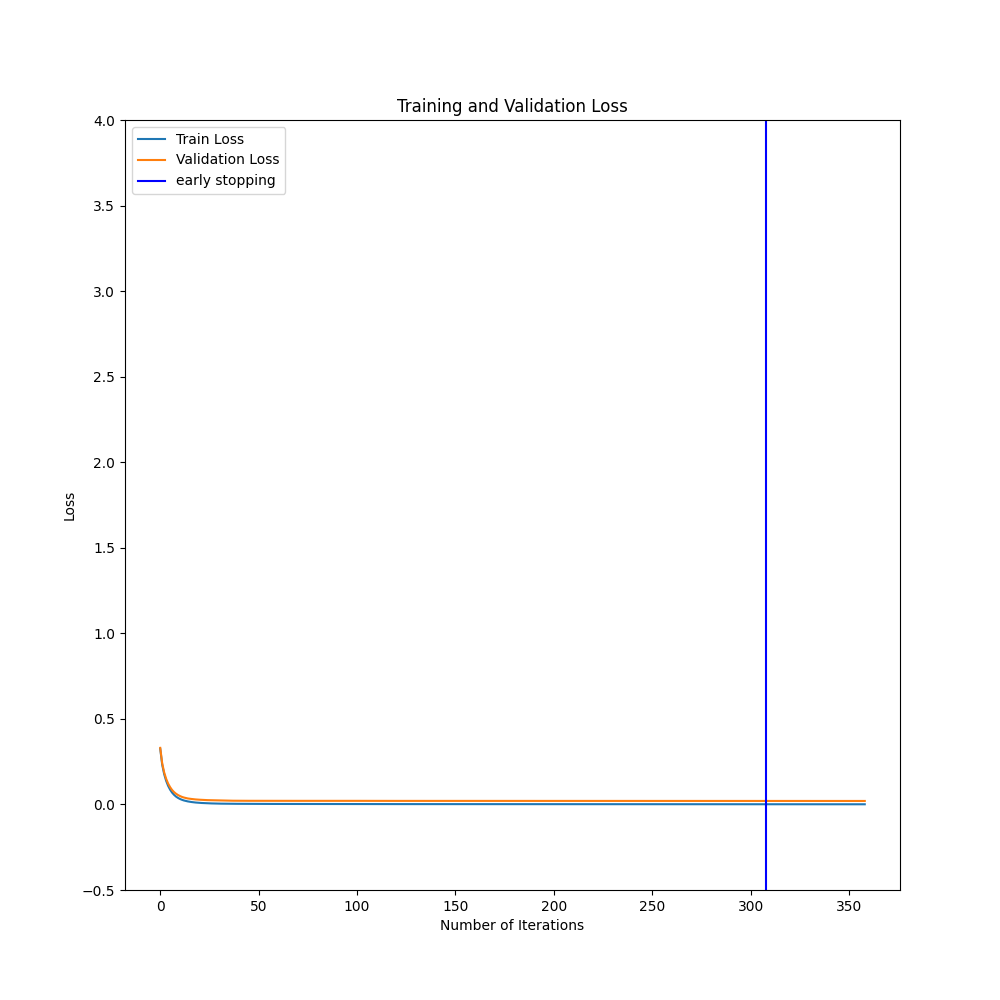 Training and Validation Loss
Train Loss
Validation Loss
early stopping
4.0
3.5
3.0
2.5
2.0
1.5
1.0
0.5
0.0
−0.5
Loss
0 50 100 150 200 250 300 350
Number of Iterations